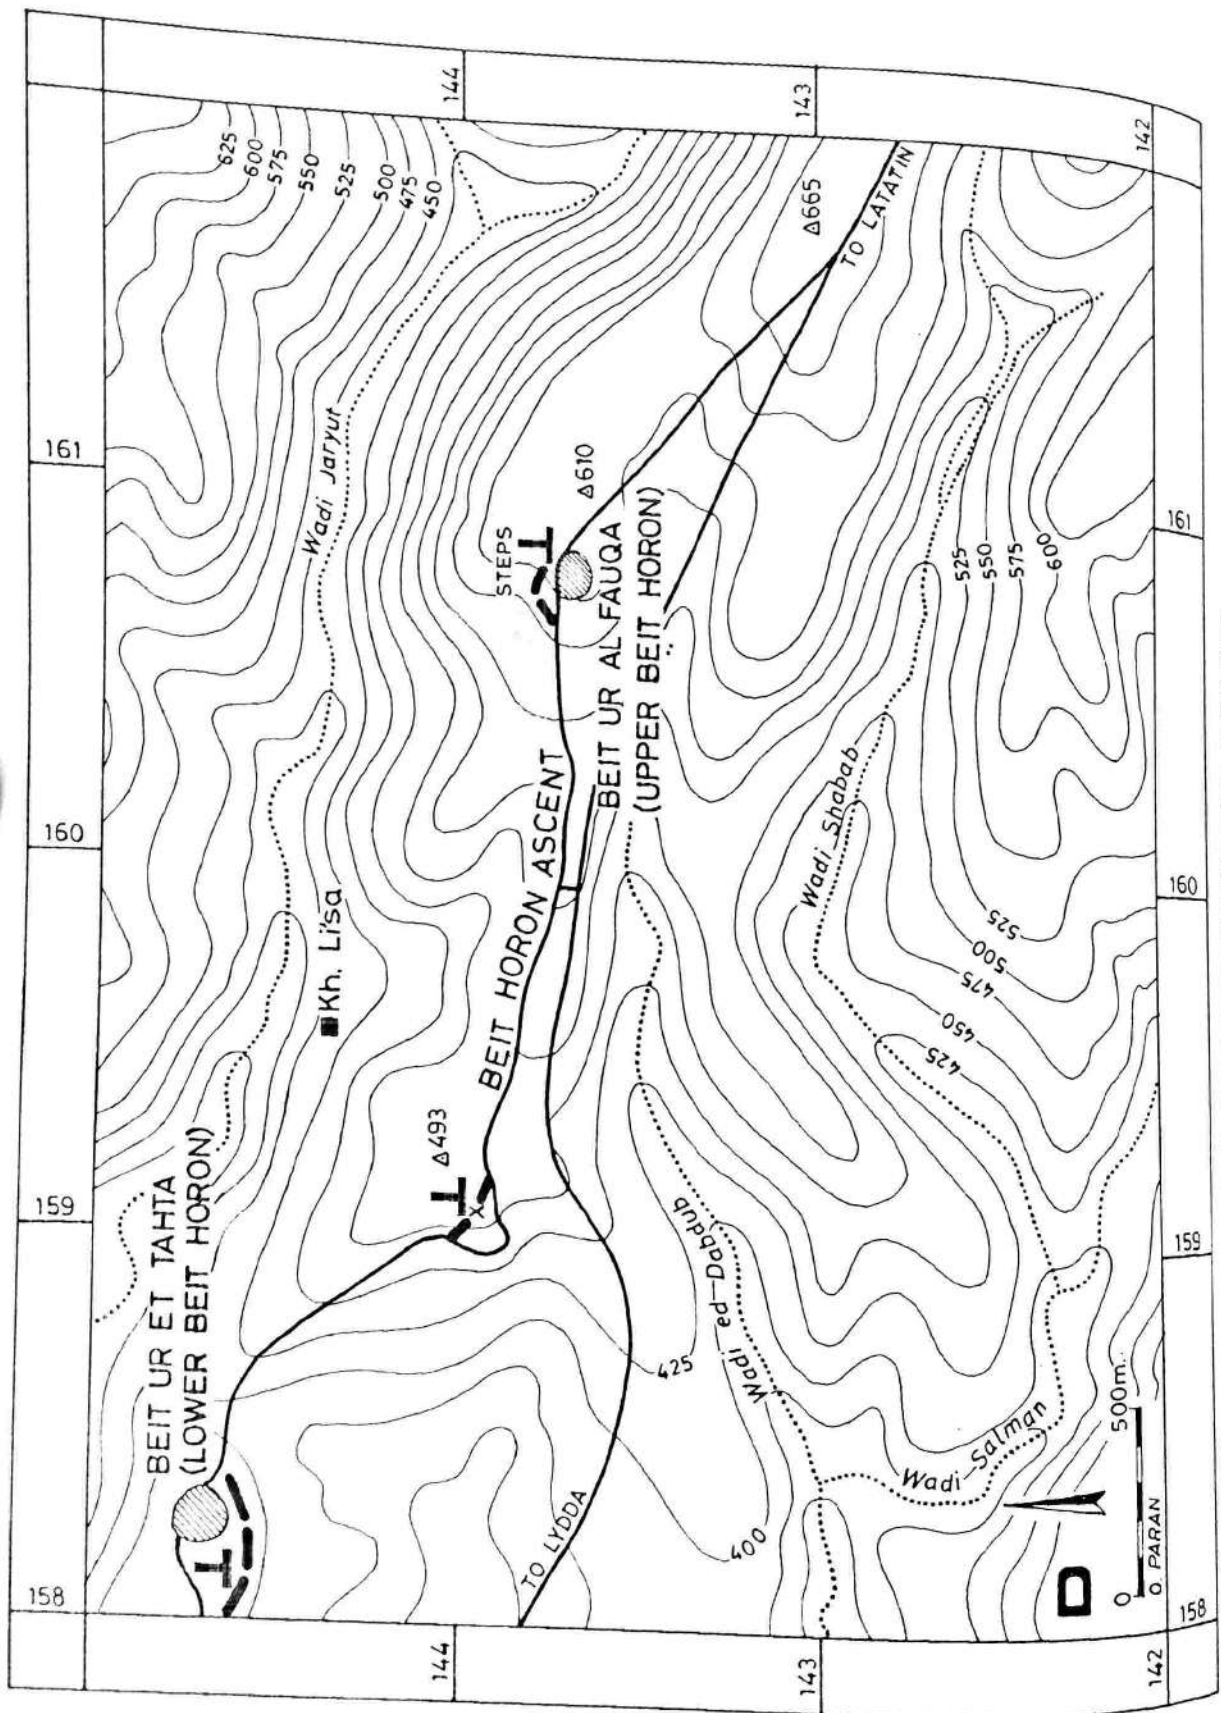 144
143
142
625
600
575
550
525
500
475
450
Δ665
TO LATATIN
161
Wadi Jaryut
STEPS
T
Δ610
BEIT UR AL FAUQA
(UPPER BEIT HORON)
161
525
550
575
600
160
Kh. Li'sa
BEIT HORON ASCENT
Wadi Shabab
160
525
500
475
450
425
159
BEIT UR ET TAHTA
(LOWER BEIT HORON)
Δ493
T
x
Wadi ed-Dabdub
159
425
400
T
TO LYDDA
Wadi Salman
D
0 500m.
O. PARAN
158
158
144
143
142